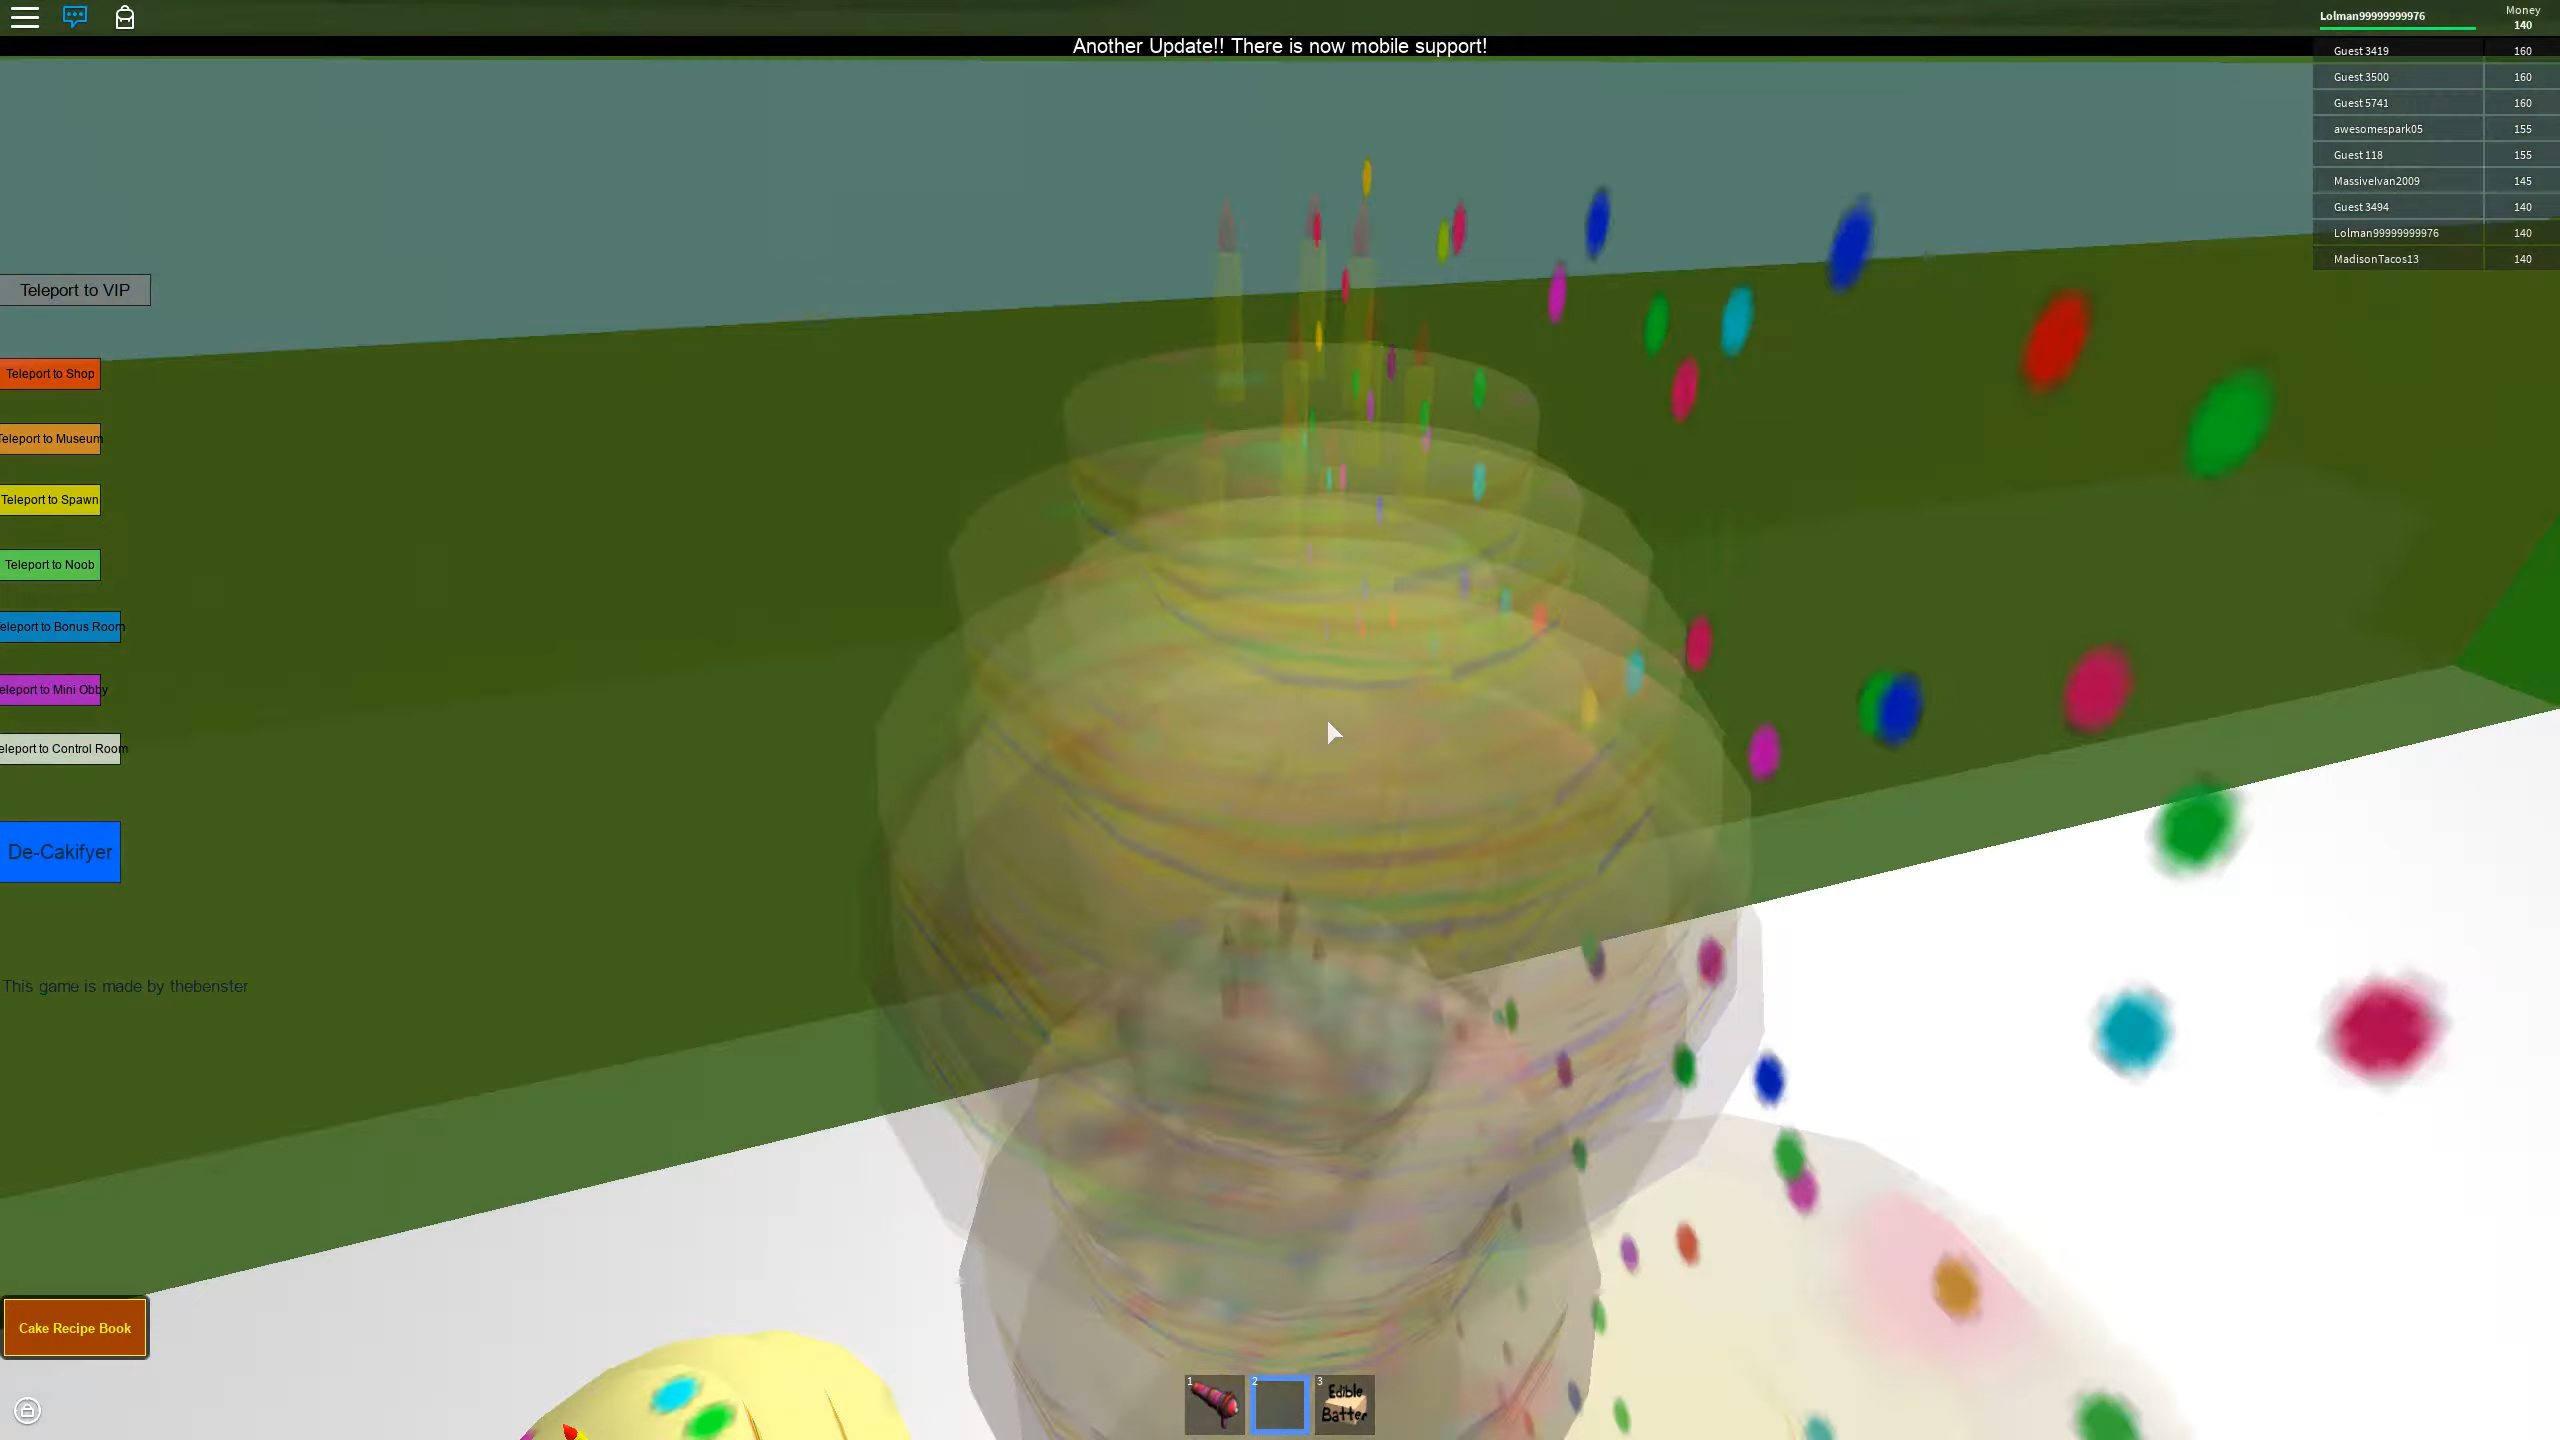 Lolman99999999976
Money
140
Another Update!! There is now mobile support!
Guest 3419 160
Guest 3500 160
Guest 5741 160
awesomespark05 155
Guest 118 155
MassiveIvan2009 145
Guest 3494 140
Lolman99999999976 140
MadisonTacos13 140
Teleport to VIP
Teleport to Shop
Teleport to Museum
Teleport to Spawn
Teleport to Noob
eleport to Bonus Room
eleport to Mini Obby
eleport to Control Room
De-Cakifyer
This game is made by thebenster
Cake Recipe Book
1
2
3
Edible
Batter